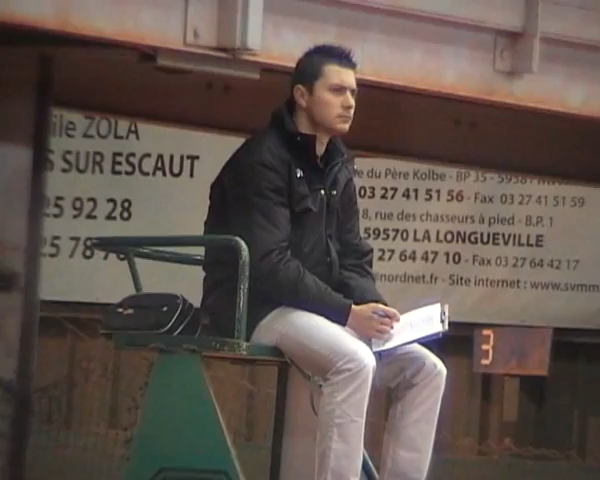 ile ZOLA
S SUR ESCAUT
25 92 28
25 78
du Père Kolbe - BP 35 -
03 27 41 51 56 - Fax 03 27 41 51 59
8, rue des chasseurs à pied - B.P. 1
59570 LA LONGUEVILLE
27 64 47 10 - Fax 03 27 64 42 17
@nordnet.fr - Site internet : www.svmm
3